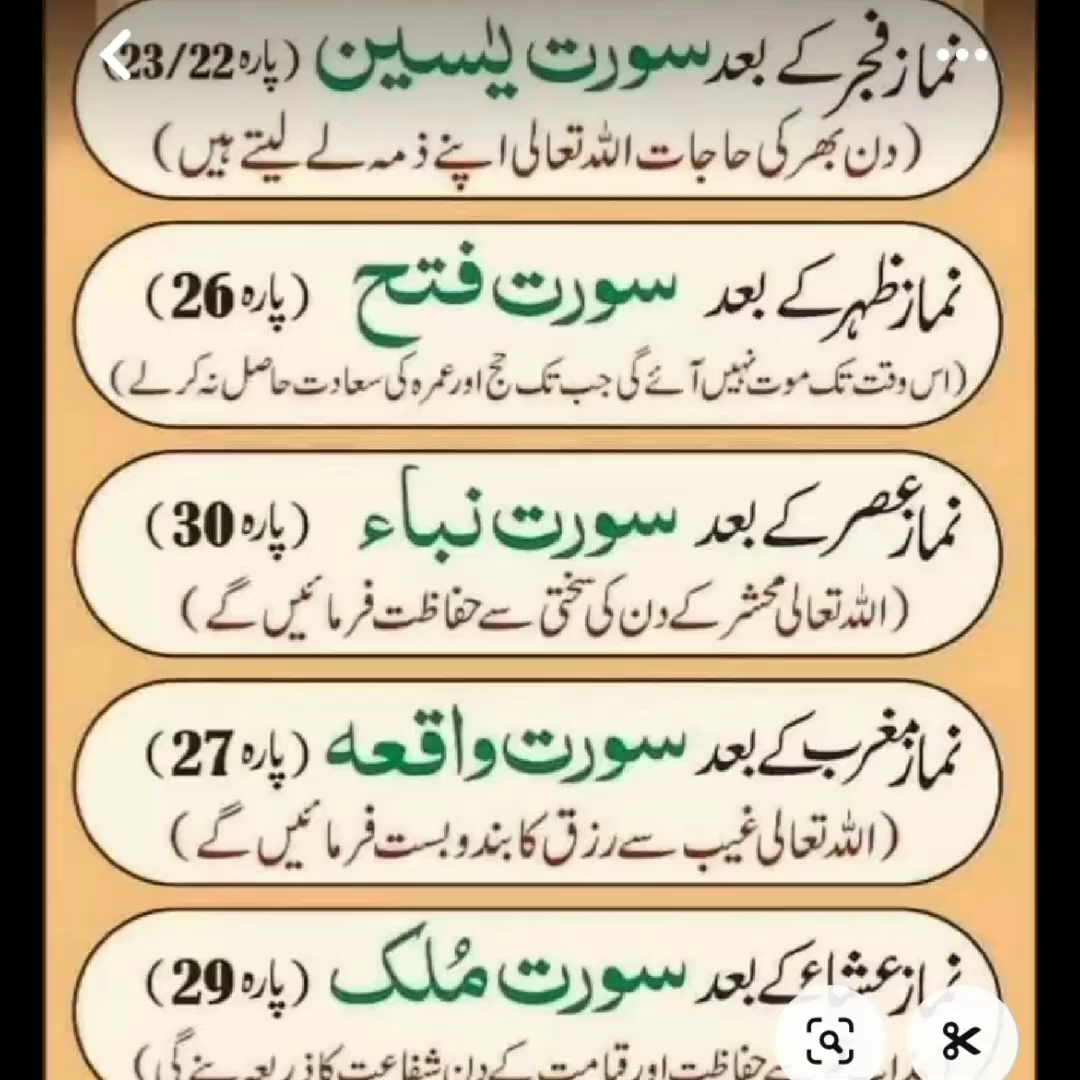 نماز فجر کے بعد سورت یٰسین (پارہ 23/22)
(دن بھر کی حاجات اللہ تعالی اپنے ذمہ لے لیتے ہیں)
نماز ظہر کے بعد سورت فتح (پارہ 26)
(اس وقت تک موت نہیں آئے گی جب تک حج اور عمرہ کی سعادت حاصل نہ کر لے)
نماز عصر کے بعد سورت نباء (پارہ 30)
(اللہ تعالی محشر کے دن کی سختی سے حفاظت فرمائیں گے)
نماز مغرب کے بعد سورت واقعہ (پارہ 27)
(اللہ تعالی غیب سے رزق کا بندوبست فرمائیں گے)
نماز عشاء کے بعد سورت مُلک (پارہ 29)
سے حفاظت اور قیامت کے دن شفاعت کا ذریعہ بنے گی)